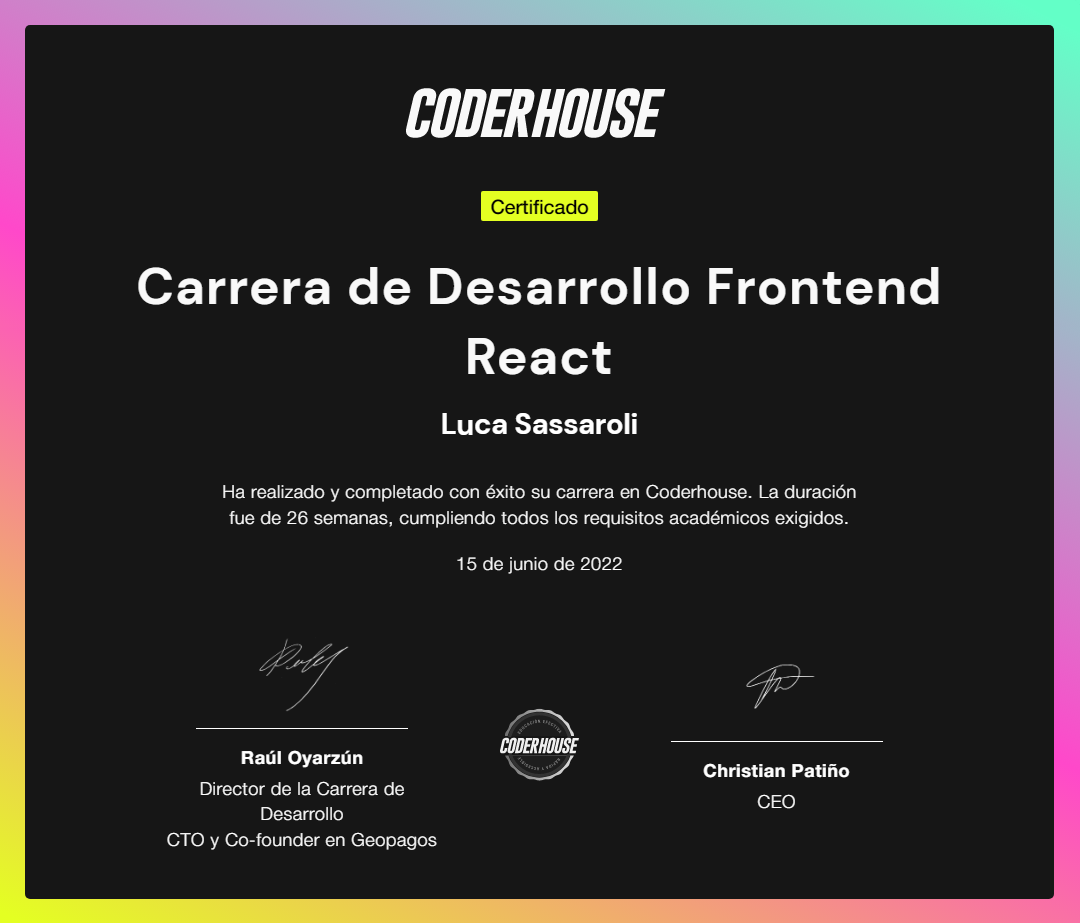 CODERHOUSE
Certificado
Carrera de Desarrollo Frontend
React
Luca Sassaroli
Ha realizado y completado con éxito su carrera en Coderhouse. La duración
fue de 26 semanas, cumpliendo todos los requisitos académicos exigidos.
15 de junio de 2022
Raúl Oyarzún
Director de la Carrera de
Desarrollo
CTO y Co-founder en Geopagos
CODERHOUSE
Christian Patiño
CEO